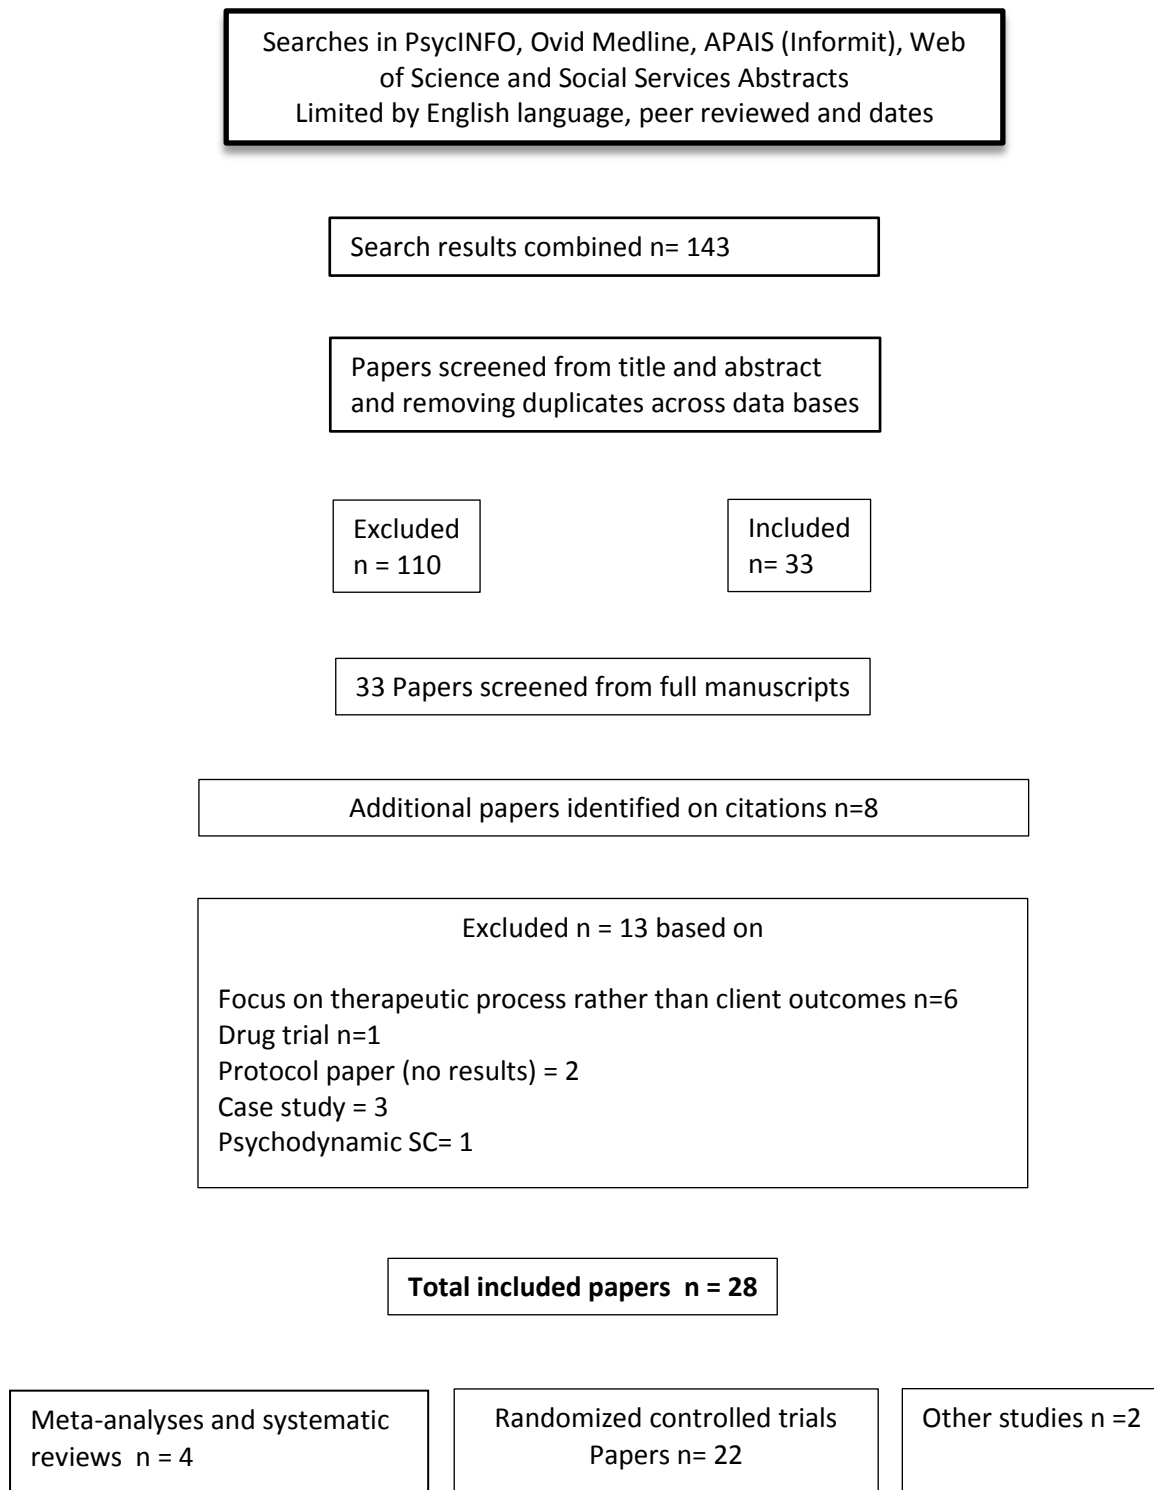 Searches in PsycINFO, Ovid Medline, APAIS (Informit), Web
of Science and Social Services Abstracts
Limited by English language, peer reviewed and dates
Search results combined n= 143
Papers screened from title and abstract
and removing duplicates across data bases
Excluded
n = 110
Included
n= 33
33 Papers screened from full manuscripts
Additional papers identified on citations n=8
Excluded n = 13 based on
Focus on therapeutic process rather than client outcomes n=6
Drug trial n=1
Protocol paper (no results) = 2
Case study = 3
Psychodynamic SC= 1
Total included papers  n = 28
Meta-analyses and systematic
reviews  n = 4
Randomized controlled trials
Papers n= 22
Other studies n =2